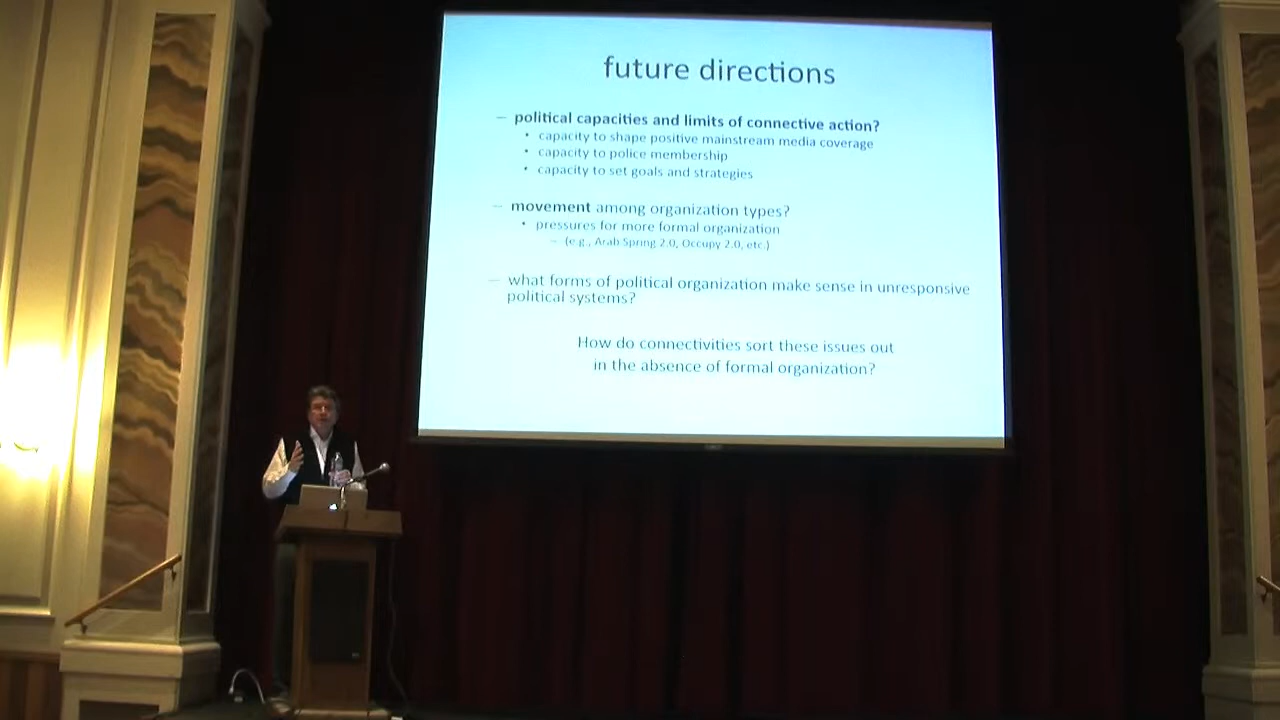 future directions
– political capacities and limits of connective action?
• capacity to shape positive mainstream media coverage
• capacity to police membership
• capacity to set goals and strategies
– movement among organization types?
• pressures for more formal organization
– (e.g., Arab Spring 2.0, Occupy 2.0, etc.)
– what forms of political organization make sense in unresponsive
political systems?
How do connectivities sort these issues out
in the absence of formal organization?